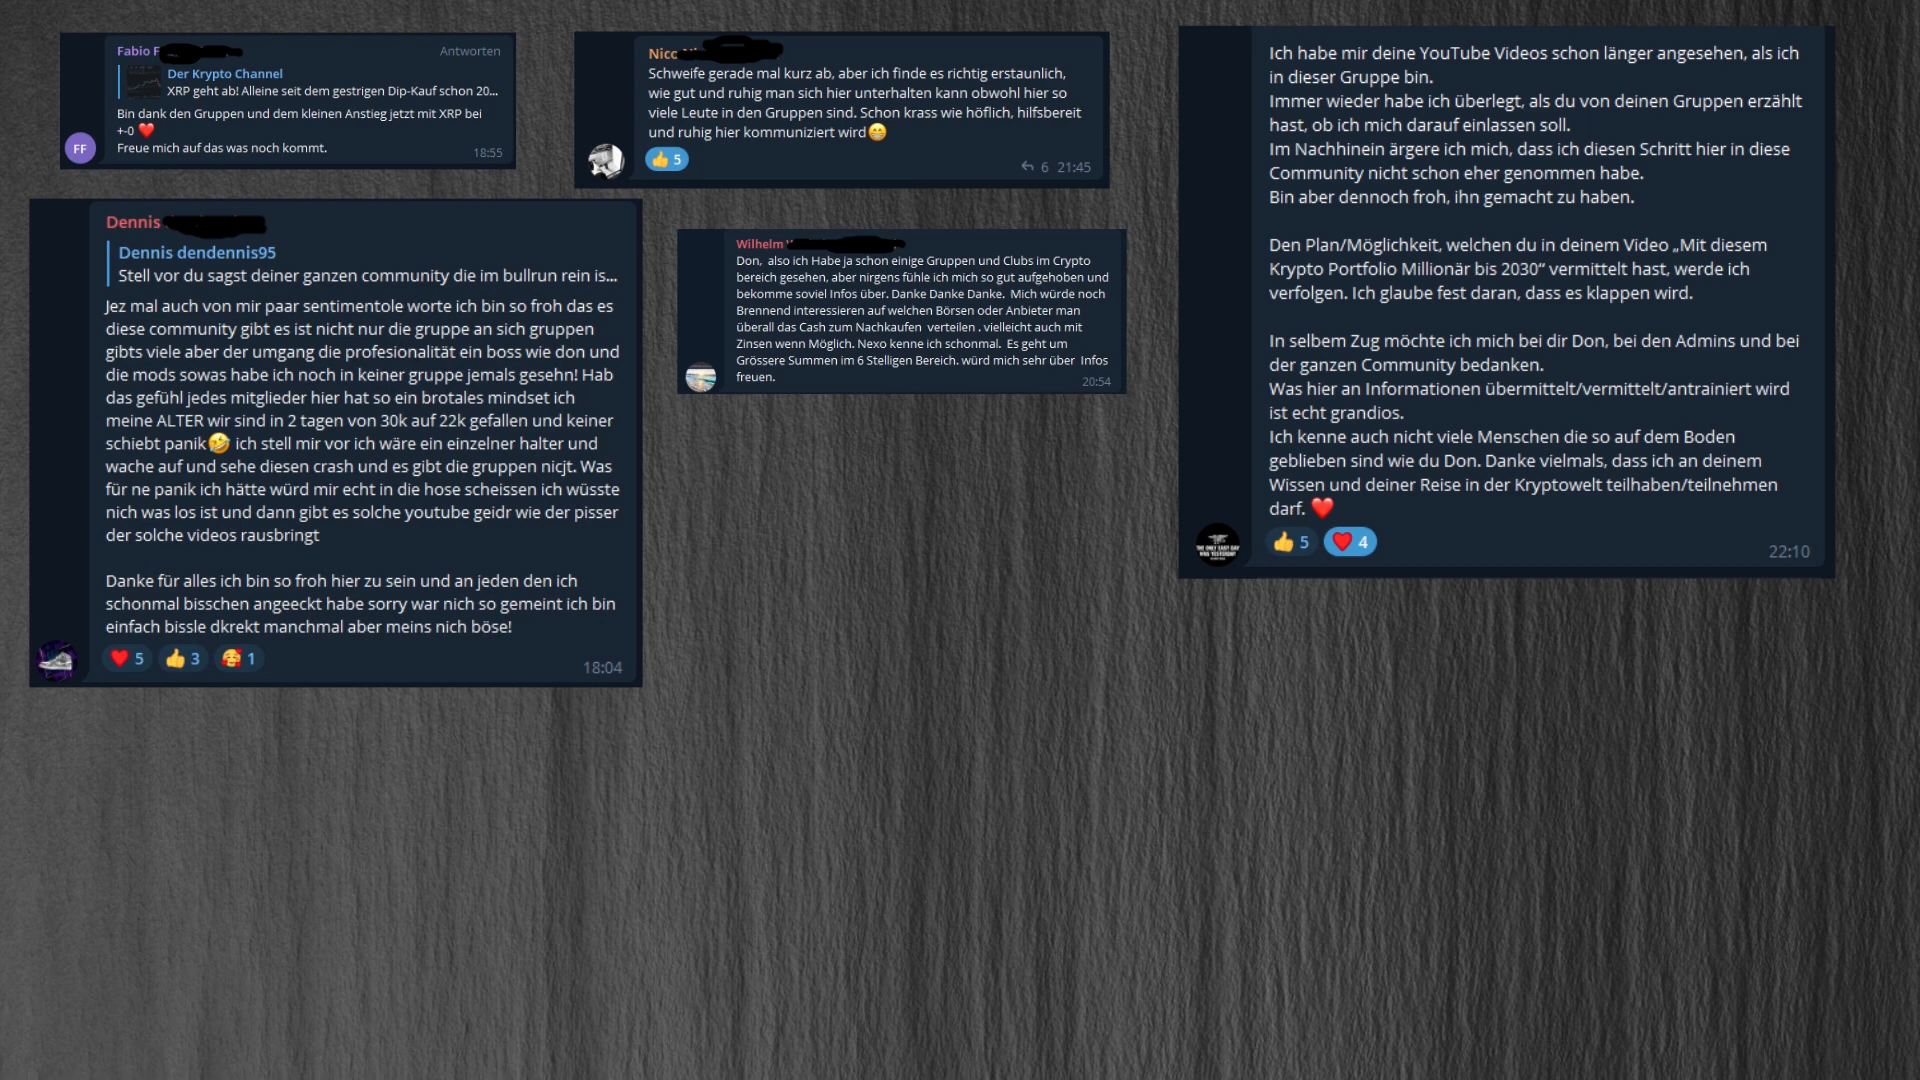 Fabio F
Antworten
Der Krypto Channel
XRP geht ab! Alleine seit dem gestrigen Dip-Kauf schon 20...
Bin dank den Gruppen und dem kleinen Anstieg jetzt mit XRP bei
+-0 ❤️
Freue mich auf das was noch kommt.
FF
18:55
Nico
Schweife gerade mal kurz ab, aber ich finde es richtig erstaunlich,
wie gut und ruhig man sich hier unterhalten kann obwohl hier so
viele Leute in den Gruppen sind. Schon krass wie höflich, hilfsbereit
und ruhig hier kommuniziert wird😁
👍 5
6 21:45
Dennis
Dennis dendennis95
Stell vor du sagst deiner ganzen community die im bullrun rein is...
Jez mal auch von mir paar sentimentole worte ich bin so froh das es
diese community gibt es ist nicht nur die gruppe an sich gruppen
gibts viele aber der umgang die profesionalität ein boss wie don und
die mods sowas habe ich noch in keiner gruppe jemals gesehn! Hab
das gefühl jedes mitglieder hier hat so ein brotales mindset ich
meine ALTER wir sind in 2 tagen von 30k auf 22k gefallen und keiner
schiebt panik🤣 ich stell mir vor ich wäre ein einzelner halter und
wache auf und sehe diesen crash und es gibt die gruppen nicjt. Was
für ne panik ich hätte würd mir echt in die hose scheissen ich wüsste
nich was los ist und dann gibt es solche youtube geidr wie der pisser
der solche videos rausbringt
Danke für alles ich bin so froh hier zu sein und an jeden den ich
schonmal bisschen angeeckt habe sorry war nich so gemeint ich bin
einfach bissle dkrekt manchmal aber meins nich böse!
❤️ 5 👍 3 🥰 1
18:04
Wilhelm
Don, also ich Habe ja schon einige Gruppen und Clubs im Crypto
bereich gesehen, aber nirgens fühle ich mich so gut aufgehoben und
bekomme soviel Infos über. Danke Danke Danke. Mich würde noch
Brennend interessieren auf welchen Börsen oder Anbieter man
überall das Cash zum Nachkaufen verteilen . vielleicht auch mit
Zinsen wenn Möglich. Nexo kenne ich schonmal. Es geht um
Grössere Summen im 6 Stelligen Bereich. würd mich sehr über Infos
freuen.
20:54
Ich habe mir deine YouTube Videos schon länger angesehen, als ich
in dieser Gruppe bin.
Immer wieder habe ich überlegt, als du von deinen Gruppen erzählt
hast, ob ich mich darauf einlassen soll.
Im Nachhinein ärgere ich mich, dass ich diesen Schritt hier in diese
Community nicht schon eher genommen habe.
Bin aber dennoch froh, ihn gemacht zu haben.
Den Plan/Möglichkeit, welchen du in deinem Video „Mit diesem
Krypto Portfolio Millionär bis 2030“ vermittelt hast, werde ich
verfolgen. Ich glaube fest daran, dass es klappen wird.
In selbem Zug möchte ich mich bei dir Don, bei den Admins und bei
der ganzen Community bedanken.
Was hier an Informationen übermittelt/vermittelt/antrainiert wird
ist echt grandios.
Ich kenne auch nicht viele Menschen die so auf dem Boden
geblieben sind wie du Don. Danke vielmals, dass ich an deinem
Wissen und deiner Reise in der Kryptowelt teilhaben/teilnehmen
darf. ❤️
👍 5 ❤️ 4
22:10
THE ONLY EASY DAY
WAS YESTERDAY